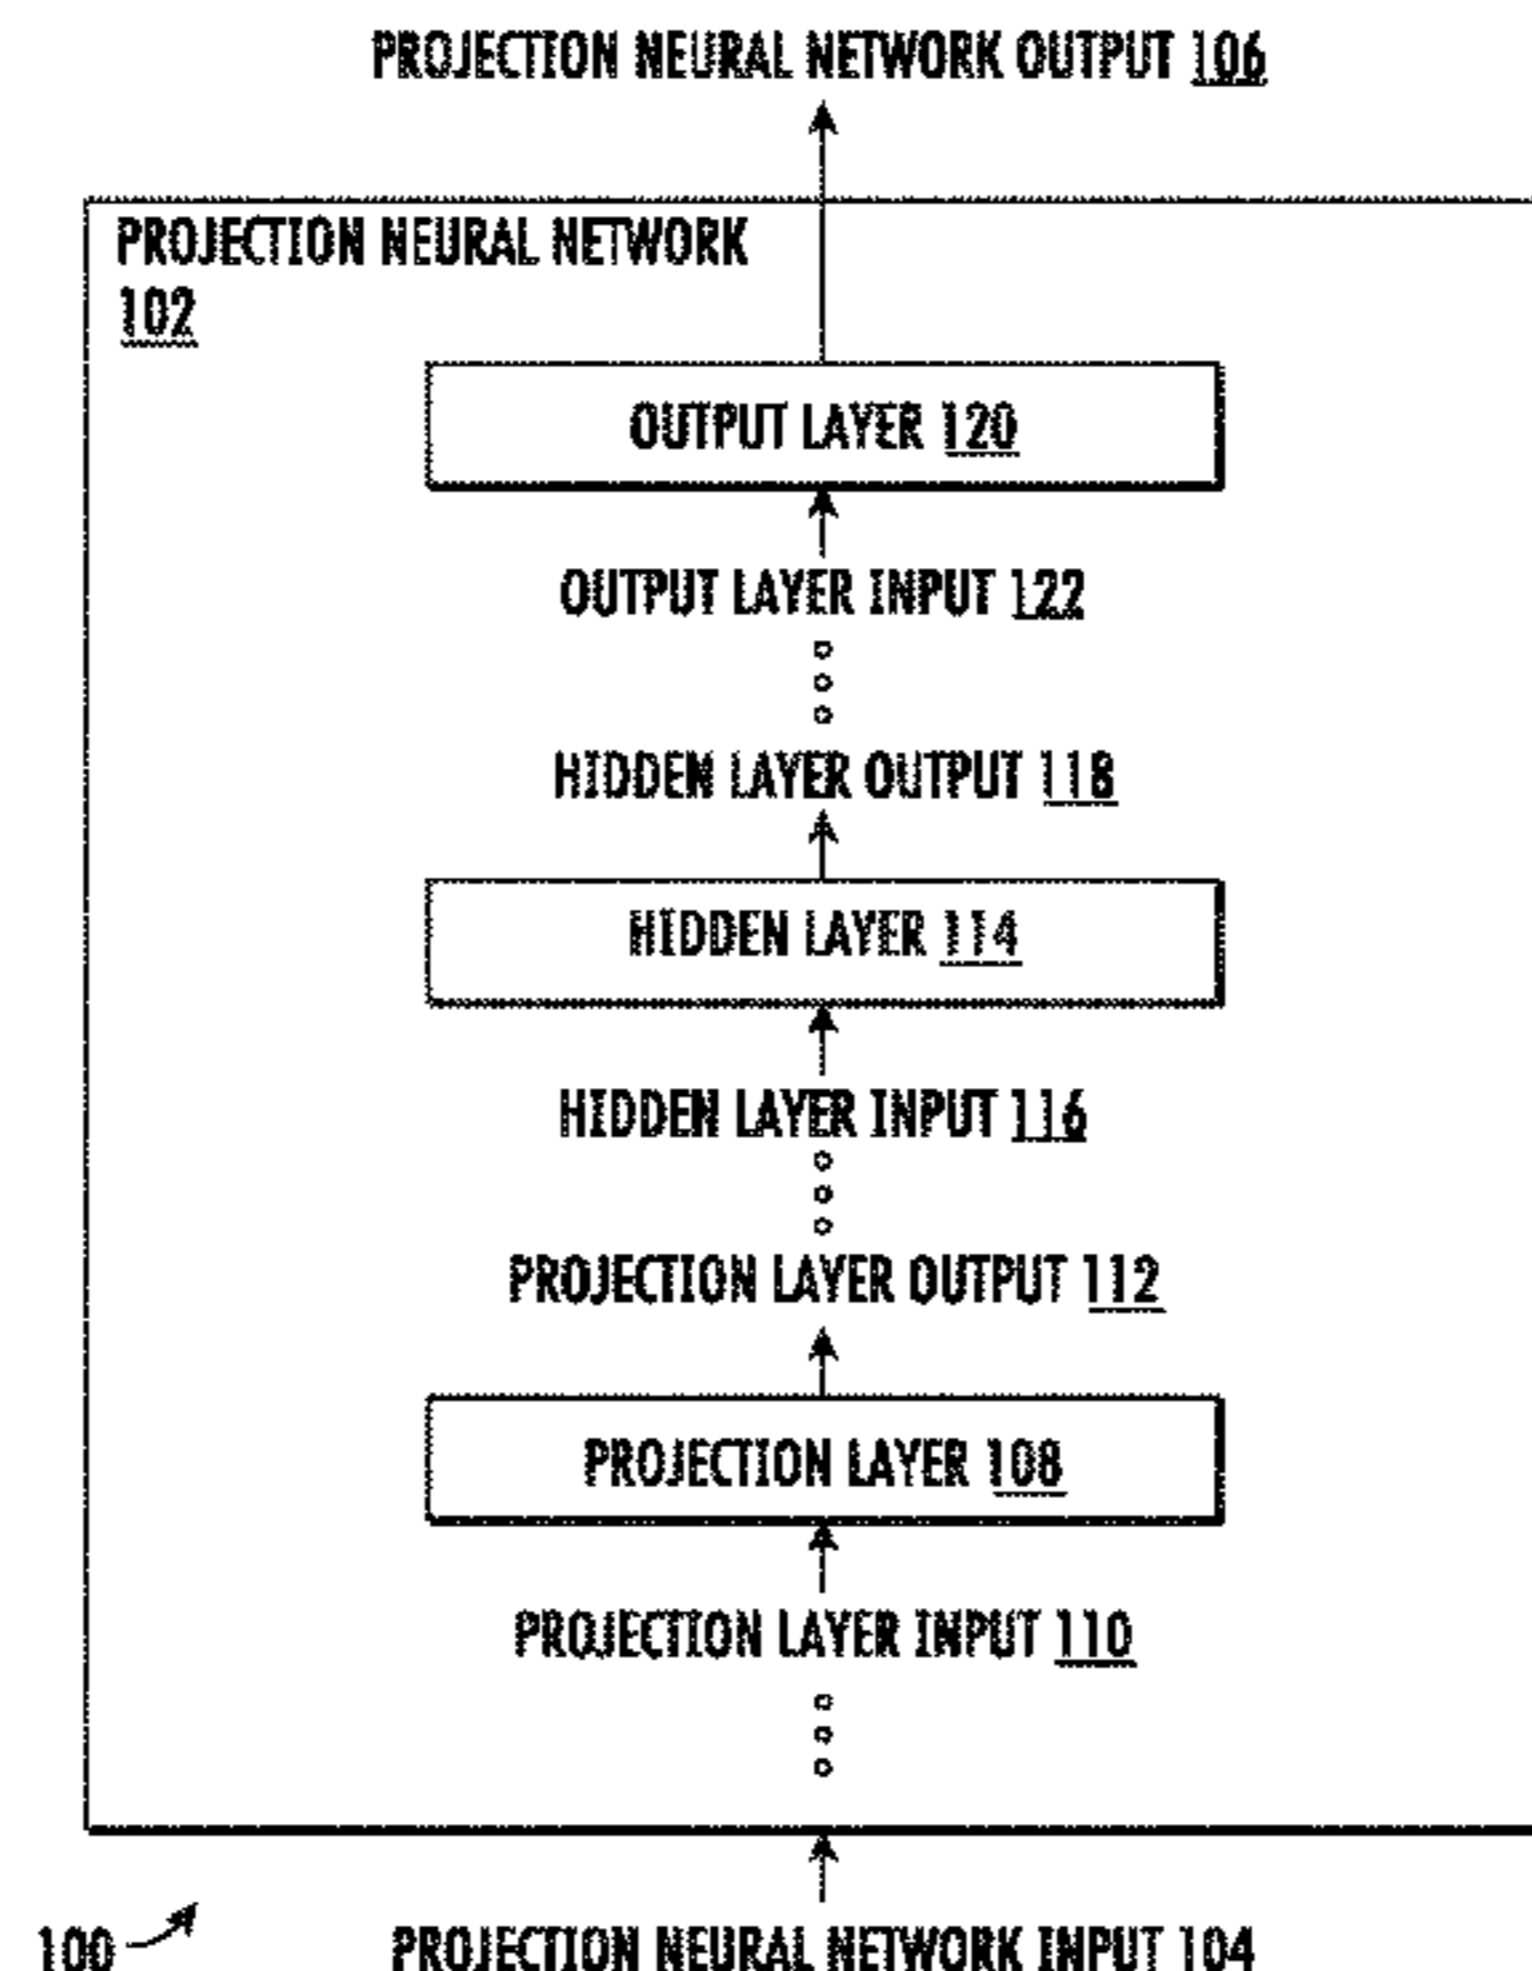 PROJECTION NEURAL NETWORK OUTPUT 106
PROJECTION NEURAL NETWORK
102
OUTPUT LAYER 120
OUTPUT LAYER INPUT 122
HIDDEN LAYER OUTPUT 118
HIDDEN LAYER 114
HIDDEN LAYER INPUT 116
PROJECTION LAYER OUTPUT 112
PROJECTION LAYER 108
PROJECTION LAYER INPUT 110
100
PROJECTION NEURAL NETWORK INPUT 104